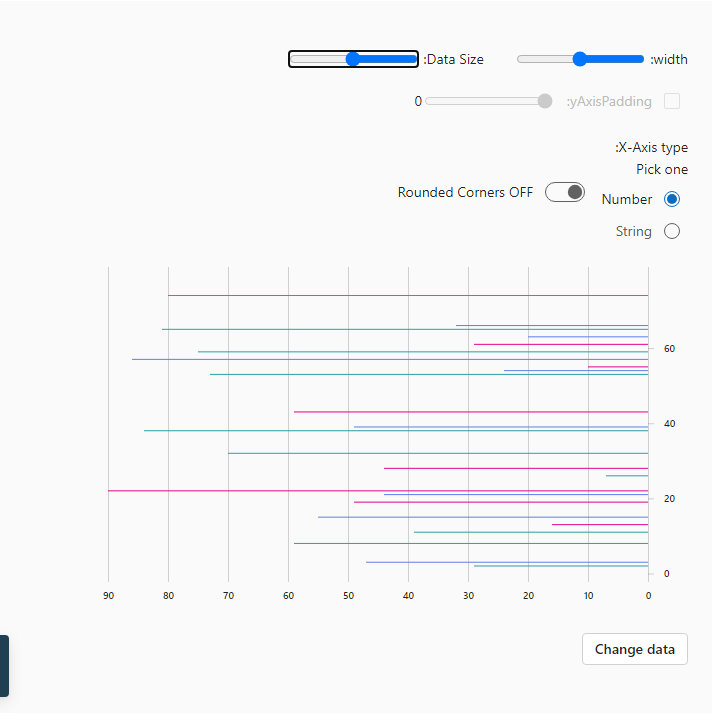 :width
:Data Size
:yAxisPadding
0
:X-Axis type
Pick one
Number
Rounded Corners OFF
String
60
40
20
0
90 80 70 60 50 40 30 20 10 0
Change data